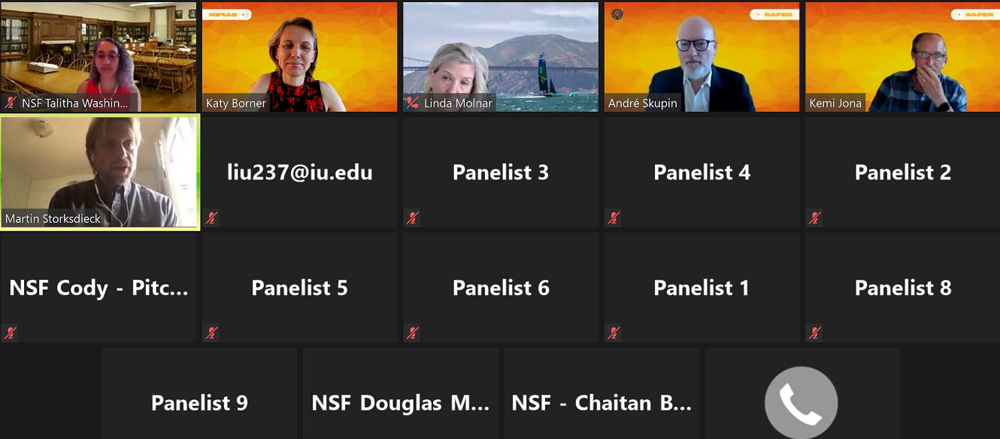 SAFER
SAFER
SAFER
NSF Talitha Washin...
Katy Borner
Linda Molnar
André Skupin
Kemi Jona
Martin Storksdieck
liu237@iu.edu
Panelist 3
Panelist 4
Panelist 2
NSF Cody - Pitc...
Panelist 5
Panelist 6
Panelist 1
Panelist 8
Panelist 9
NSF Douglas M...
NSF - Chaitan B...